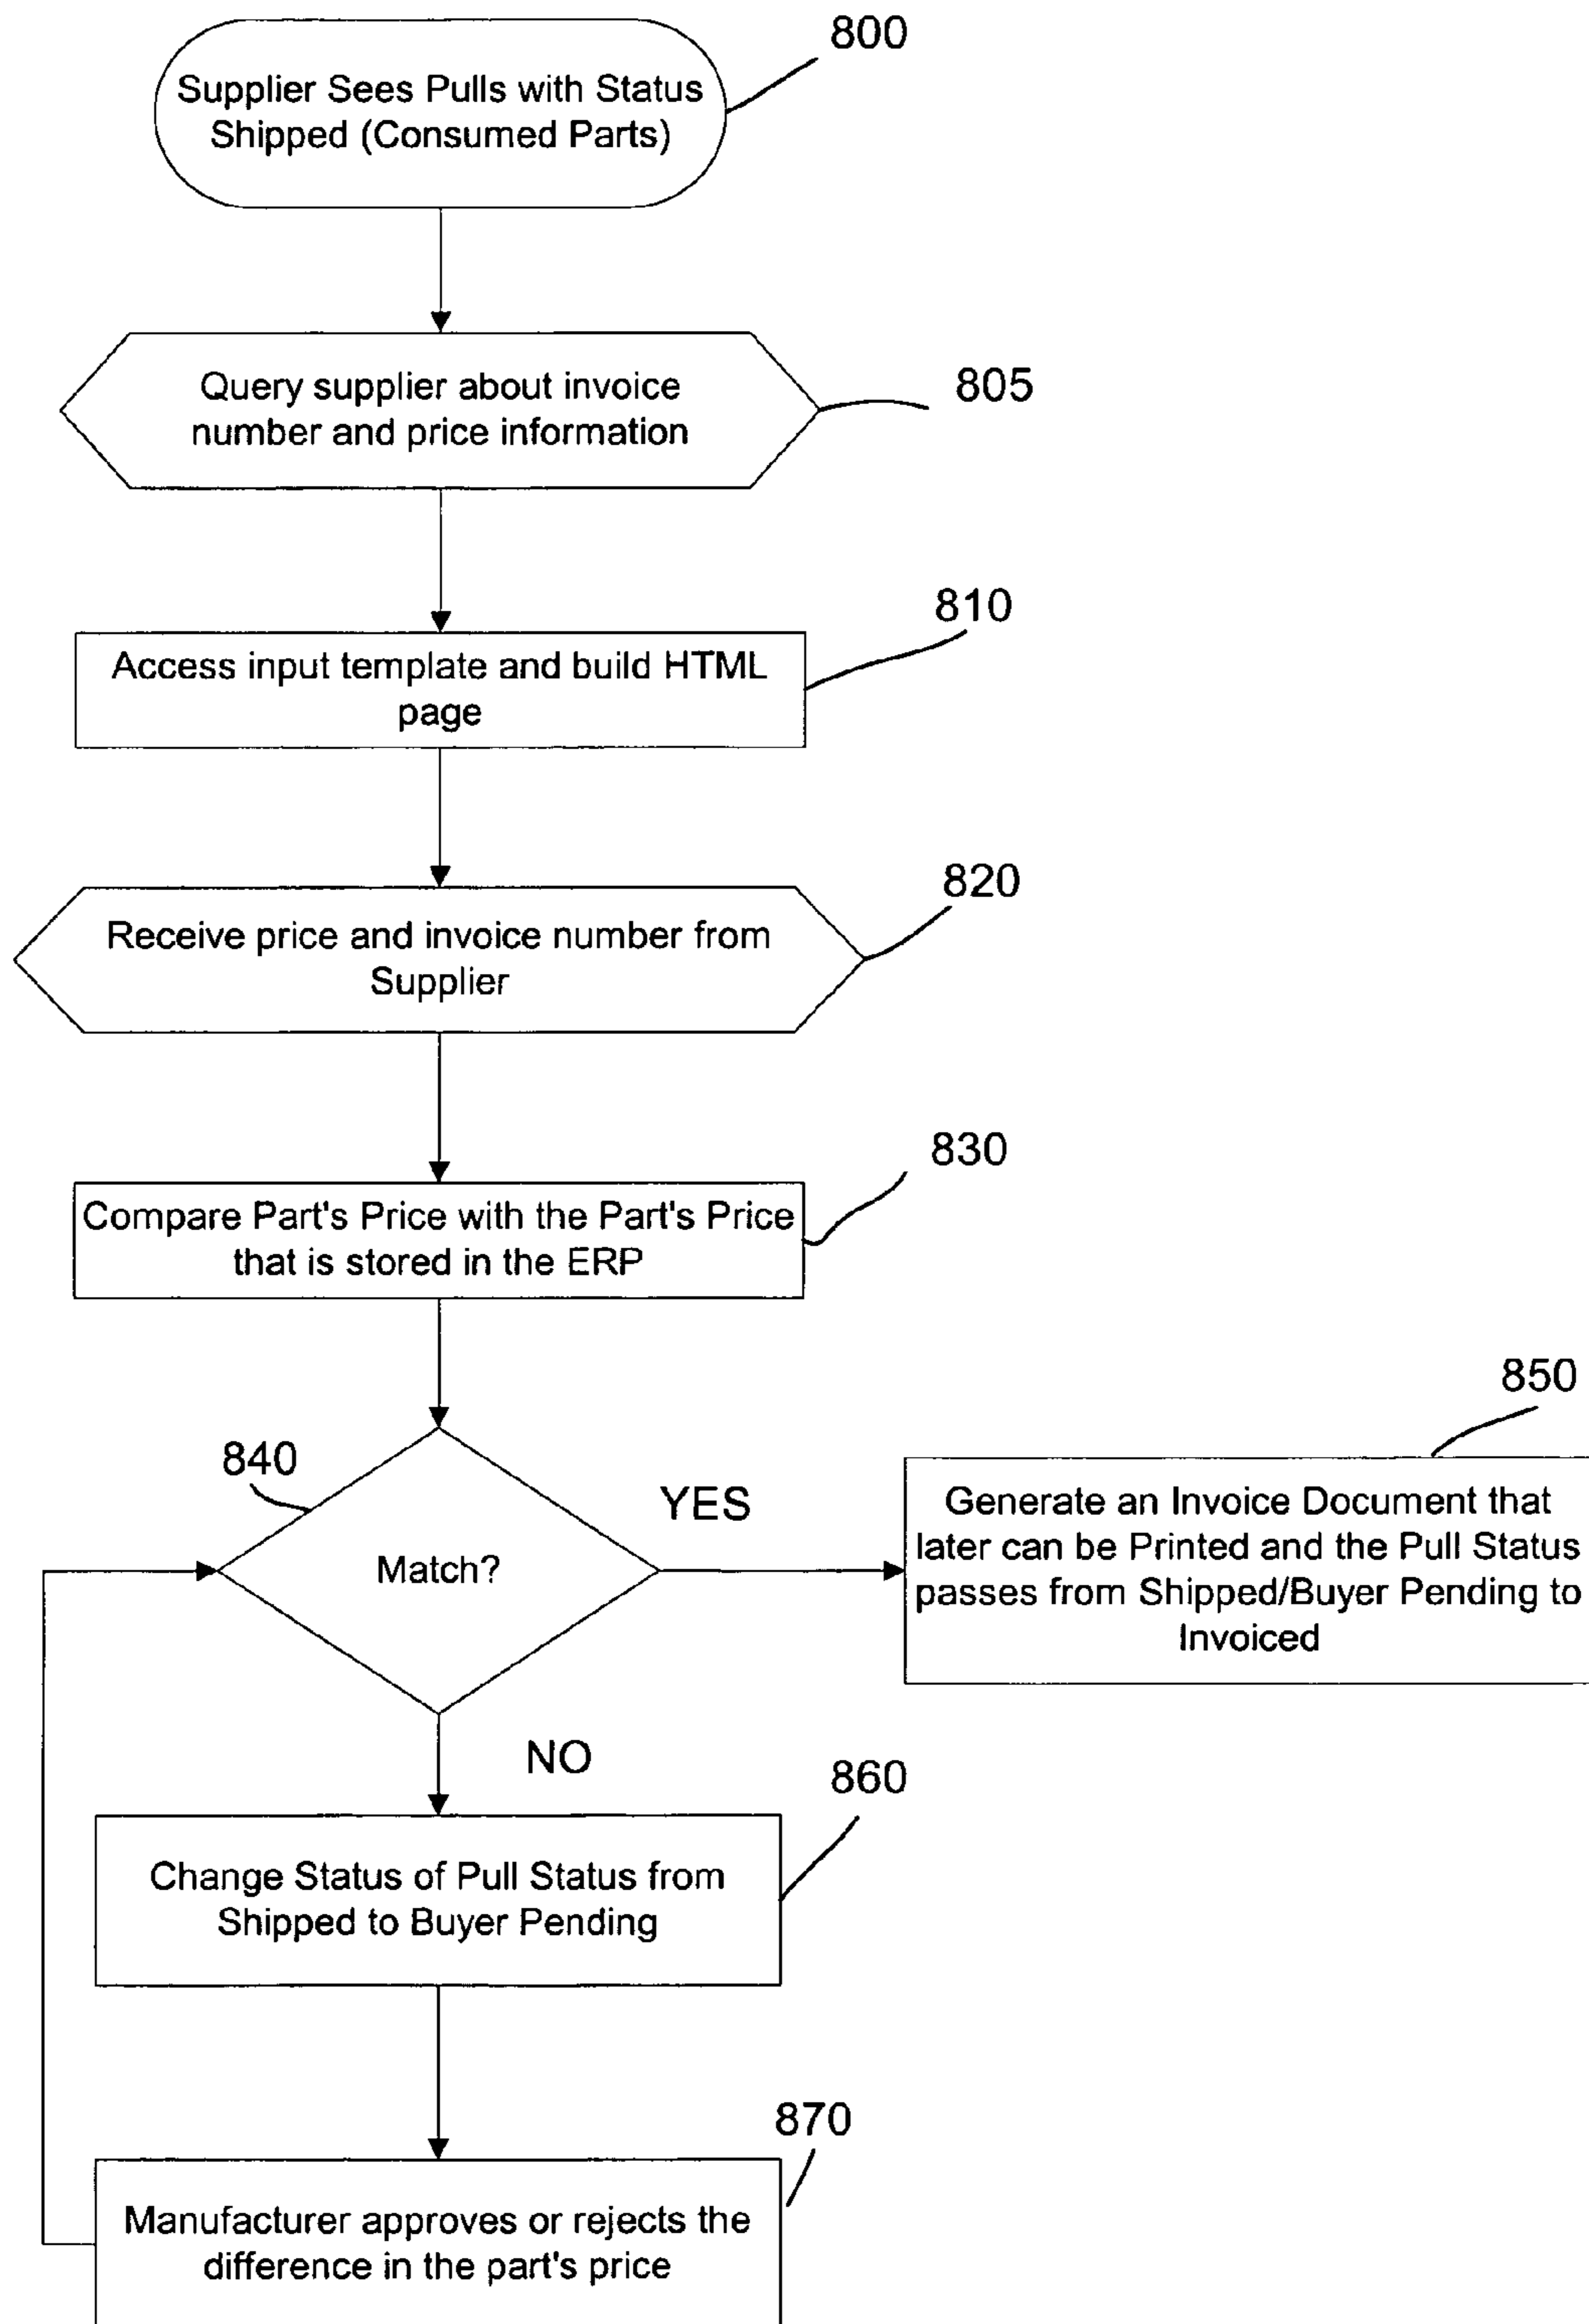 800
Supplier Sees Pulls with Status
Shipped (Consumed Parts)
805
Query supplier about invoice
number and price information
810
Access input template and build HTML
page
820
Receive price and invoice number from
Supplier
830
Compare Part's Price with the Part's Price
that is stored in the ERP
840
Match?
YES
850
Generate an Invoice Document that
later can be Printed and the Pull Status
passes from Shipped/Buyer Pending to
Invoiced
NO
860
Change Status of Pull Status from
Shipped to Buyer Pending
870
Manufacturer approves or rejects the
difference in the part's price